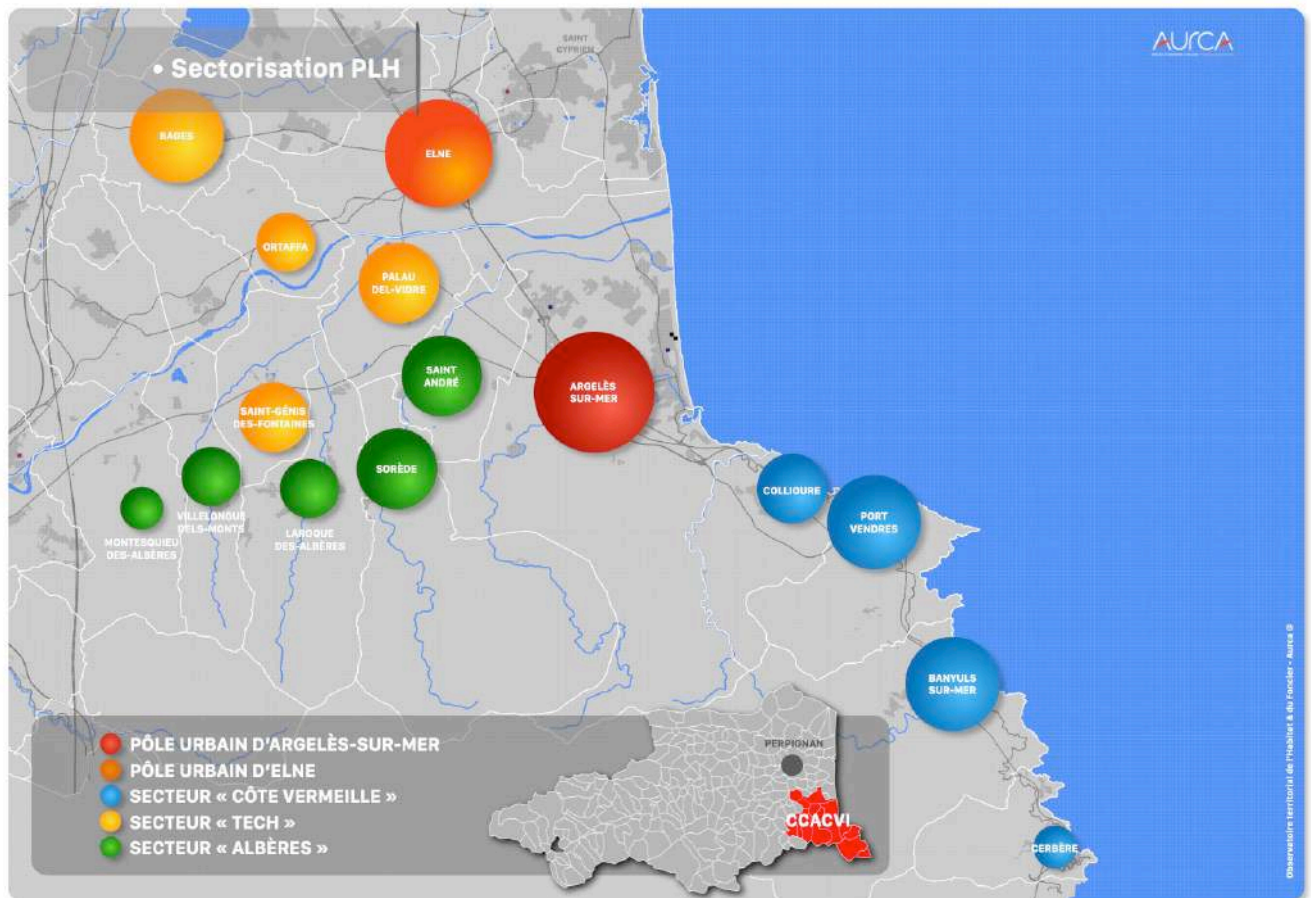 SAINT
CYPRIEN
AURCA
• Sectorisation PLH
BAGES
ELNE
ORTAFFA
PALAU
DEL-VIDRE
SAINT
ANDRÉ
ARGELÈS
SUR-MER
SAINT-GÉNIS
DES-FONTAINES
SORÈDE
COLLIOURE
PORT
VENDRES
VILLELONGUE
DELS-MONTS
LAROQUE
DES-ALBÈRES
MONTESQUIEU
DES-ALBÈRES
BANYULS
SUR-MER
CERBÈRE
PÔLE URBAIN D'ARGELÈS-SUR-MER
PÔLE URBAIN D'ELNE
SECTEUR « CÔTE VERMEILLE »
SECTEUR « TECH »
SECTEUR « ALBÈRES »
PERPIGNAN
CCACVI
Observatoire territorial de l'Habitat & du Foncier - Aurca ©